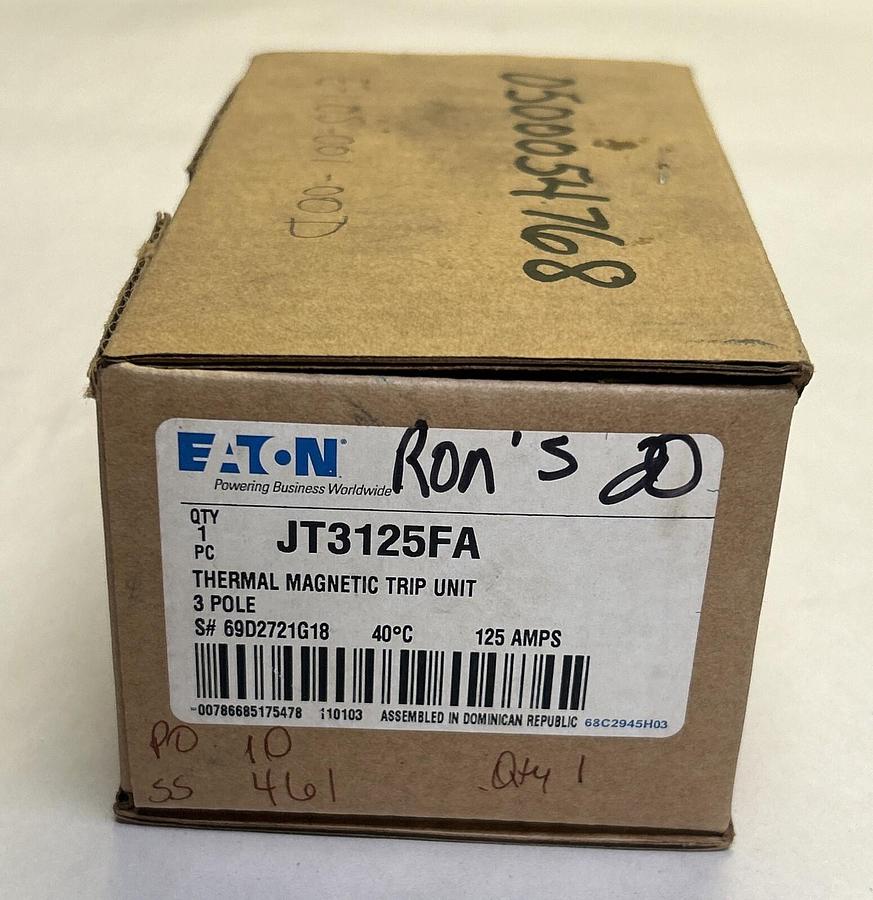 0500054768
EATON Ron's 20
Powering Business Worldwide
QTY
1
PC
JT3125FA
THERMAL MAGNETIC TRIP UNIT
3 POLE
S# 69D2721G18 40°C 125 AMPS
00786685175478 110103 ASSEMBLED IN DOMINICAN REPUBLIC 68C2945H03
PO 10
SS 461 Qty 1